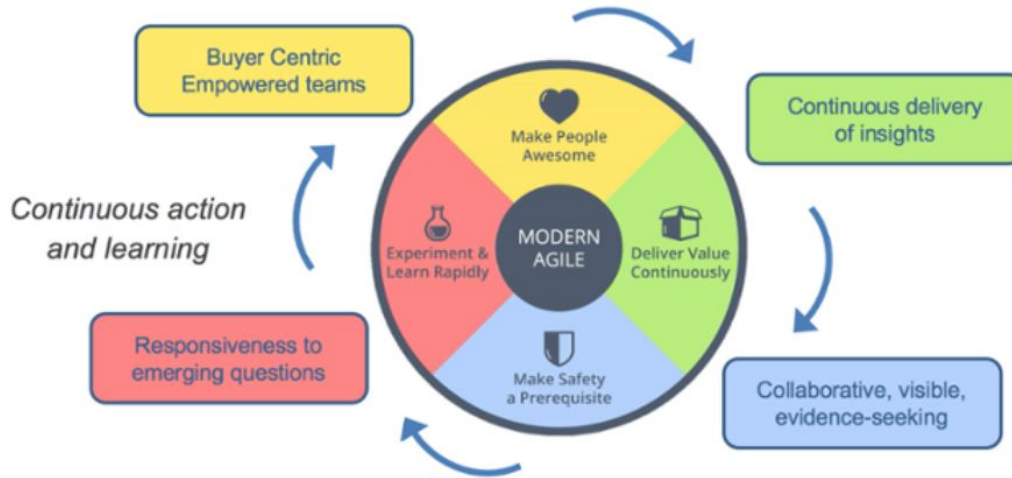 Buyer Centric
Empowered teams
Make People
Awesome
Continuous delivery
of insights
Continuous action
and learning
Experiment &
Learn Rapidly
MODERN
AGILE
Deliver Value
Continuously
Responsiveness to
emerging questions
Make Safety
a Prerequisite
Collaborative, visible,
evidence-seeking